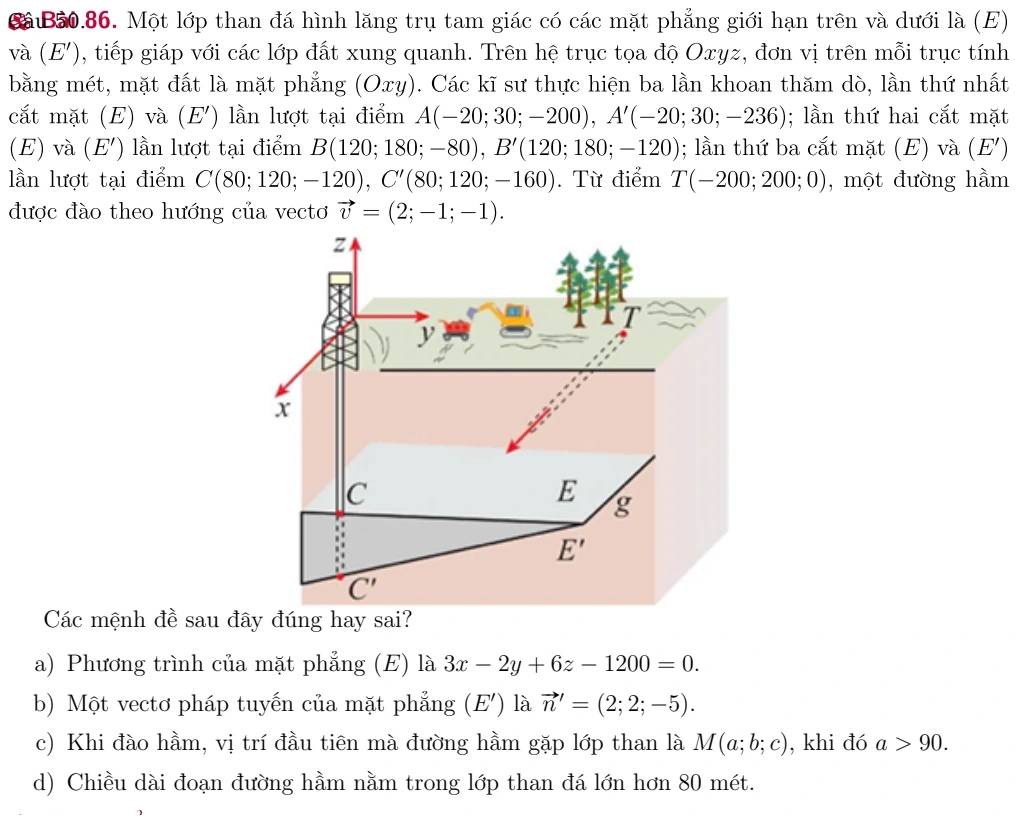 Bài 50.86. Một lớp than đá hình lăng trụ tam giác có các mặt phẳng giới hạn trên và dưới là (E)
và (E′), tiếp giáp với các lớp đất xung quanh. Trên hệ trục tọa độ Oxyz, đơn vị trên mỗi trục tính
bằng mét, mặt đất là mặt phẳng (Oxy). Các kĩ sư thực hiện ba lần khoan thăm dò, lần thứ nhất
cắt mặt (E) và (E′) lần lượt tại điểm A(−20; 30; −200), A′(−20; 30; −236); lần thứ hai cắt mặt
(E) và (E′) lần lượt tại điểm B(120; 180; −80), B′(120; 180; −120); lần thứ ba cắt mặt (E) và (E′)
lần lượt tại điểm C(80; 120; −120), C′(80; 120; −160). Từ điểm T(−200; 200; 0), một đường hầm
được đào theo hướng của vectơ v⃗ = (2; −1; −1).
z
T
y
x
C
E
g
E'
C'
Các mệnh đề sau đây đúng hay sai?
a) Phương trình của mặt phẳng (E) là 3x − 2y + 6z − 1200 = 0.
b) Một vectơ pháp tuyến của mặt phẳng (E′) là n⃗′ = (2; 2; −5).
c) Khi đào hầm, vị trí đầu tiên mà đường hầm gặp lớp than là M(a; b; c), khi đó a > 90.
d) Chiều dài đoạn đường hầm nằm trong lớp than đá lớn hơn 80 mét.